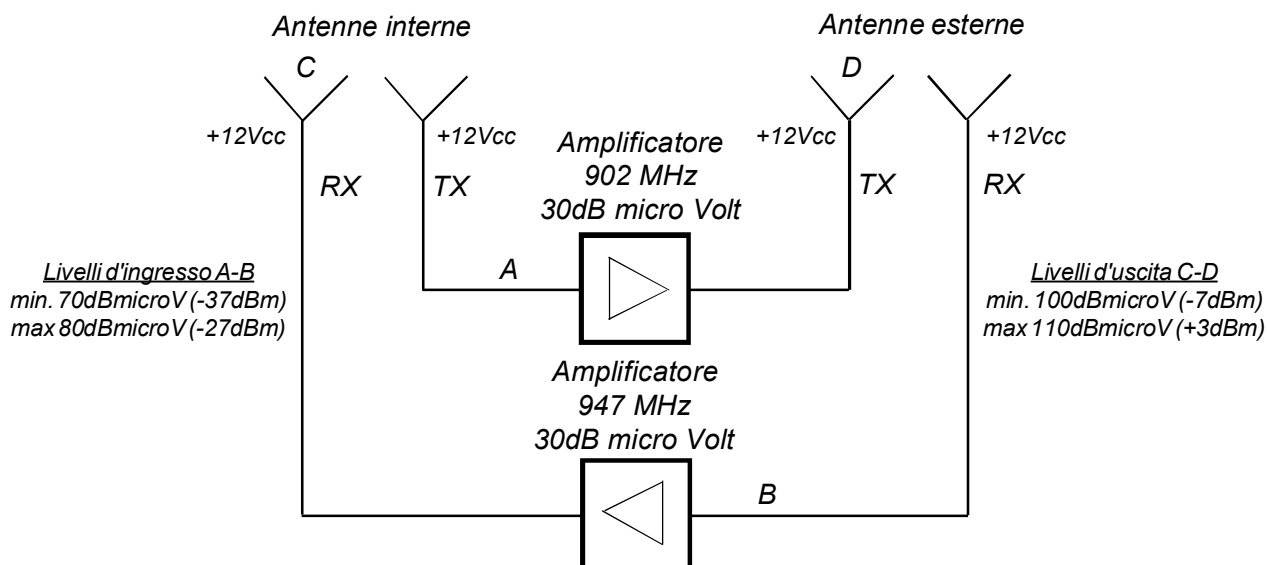 Antenne interne
Antenne esterne
C
D
+12Vcc
+12Vcc
Amplificatore
902 MHz
30dB micro Volt
+12Vcc
+12Vcc
RX
TX
TX
RX
A
Livelli d'ingresso A-B
min. 70dBmicroV (-37dBm)
max 80dBmicroV (-27dBm)
Livelli d'uscita C-D
min. 100dBmicroV (-7dBm)
max 110dBmicroV (+3dBm)
Amplificatore
947 MHz
30dB micro Volt
B